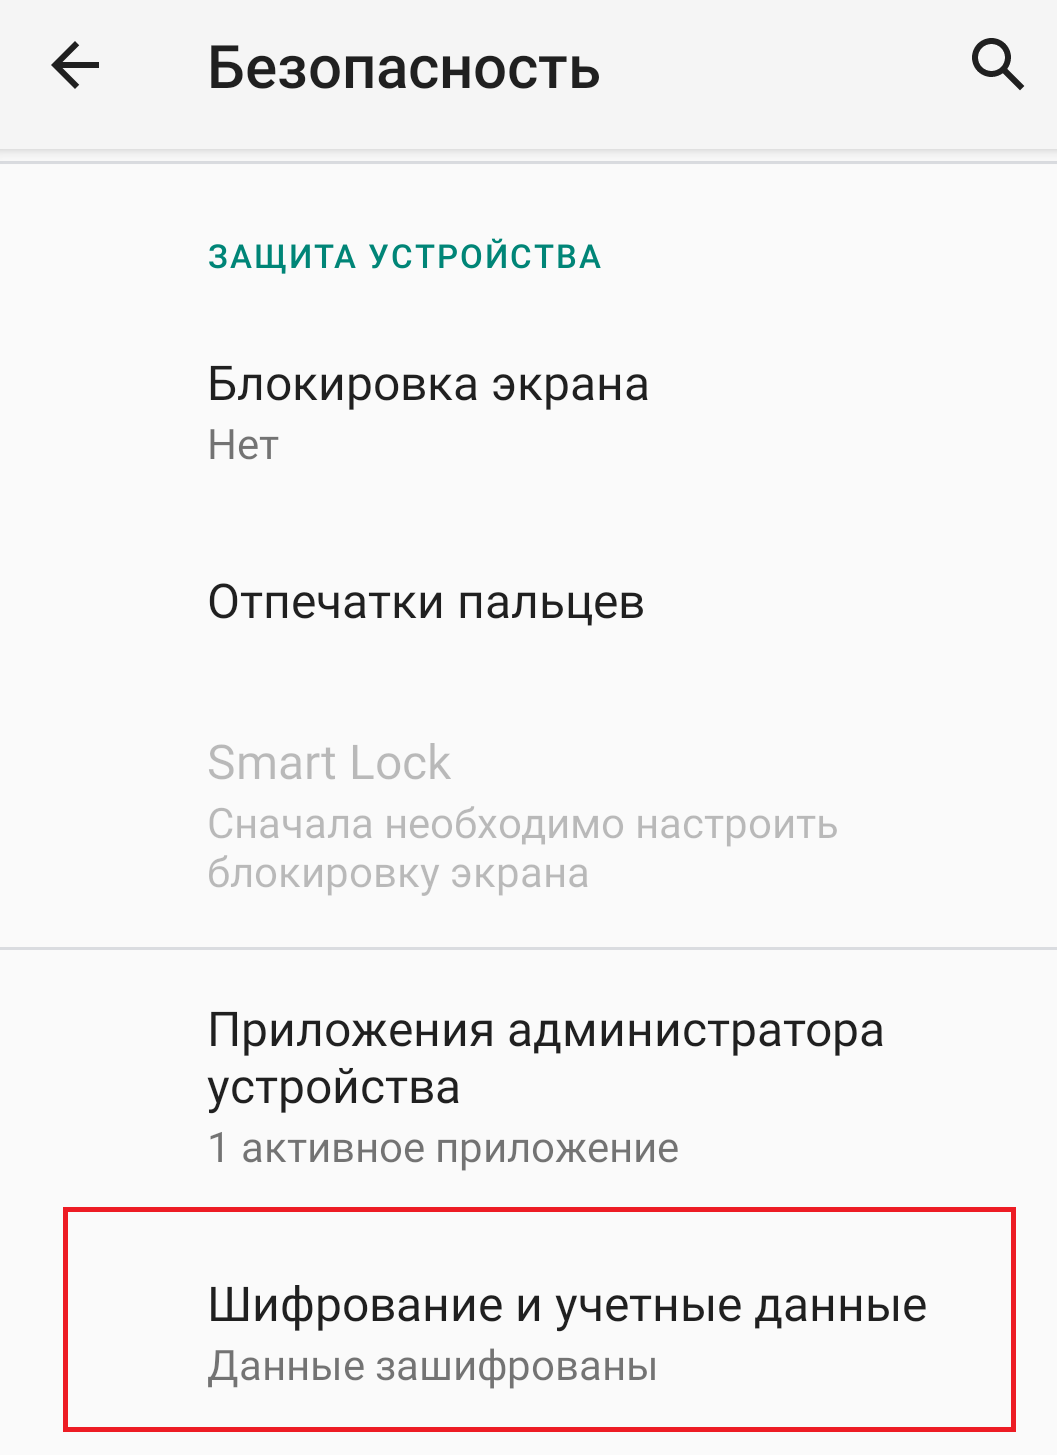 Безопасность
ЗАЩИТА УСТРОЙСТВА
Блокировка экрана
Нет
Отпечатки пальцев
Smart Lock
Сначала необходимо настроить
блокировку экрана
Приложения администратора
устройства
1 активное приложение
Шифрование и учетные данные
Данные зашифрованы